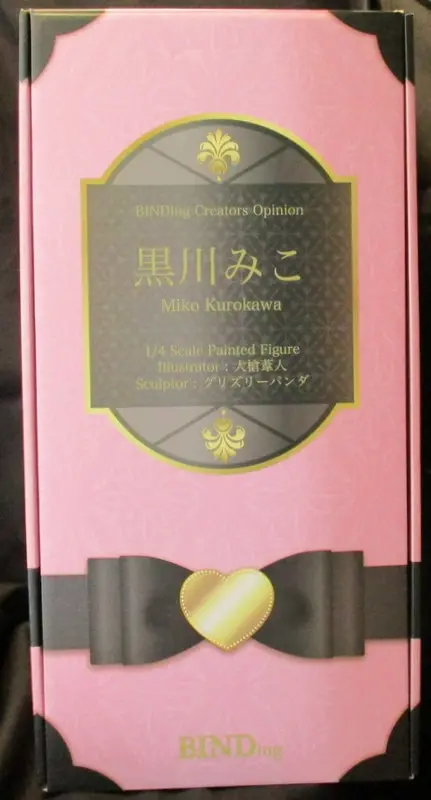 BINDing Creators Opinion
黒川みこ
Miko Kurokawa
1/4 Scale Painted Figure
Illustrator : 犬槍葦人
Sculptor : グリズリーパンダ
BINDing